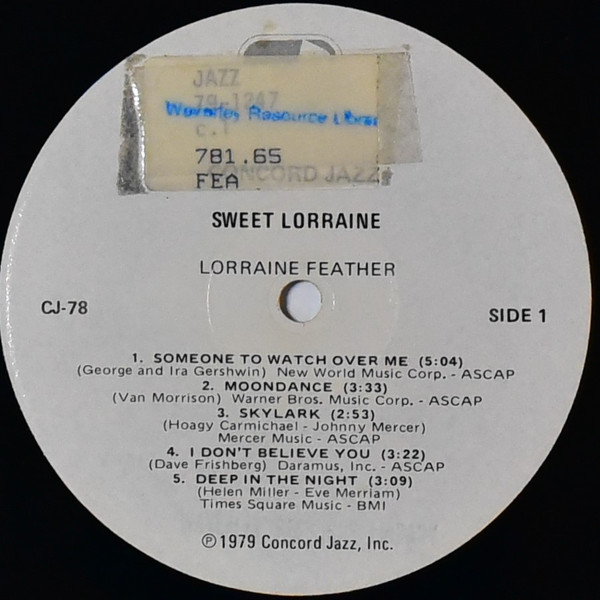 JAZZ
79-1247
Waverley Resource
c.1
781.65
CONCORD JAZZ
FEA
SWEET LORRAINE
LORRAINE FEATHER
CJ-78
SIDE 1
1. SOMEONE TO WATCH OVER ME (5:04)
(George and Ira Gershwin) New World Music Corp. - ASCAP
2. MOONDANCE (3:33)
(Van Morrison) Warner Bros. Music Corp. - ASCAP
3. SKYLARK (2:53)
(Hoagy Carmichael - Johnny Mercer)
Mercer Music - ASCAP
4. I DON'T BELIEVE YOU (3:22)
(Dave Frishberg) Daramus, Inc. - ASCAP
5. DEEP IN THE NIGHT (3:09)
(Helen Miller - Eve Merriam)
Times Square Music - BMI
℗ 1979 Concord Jazz, Inc.